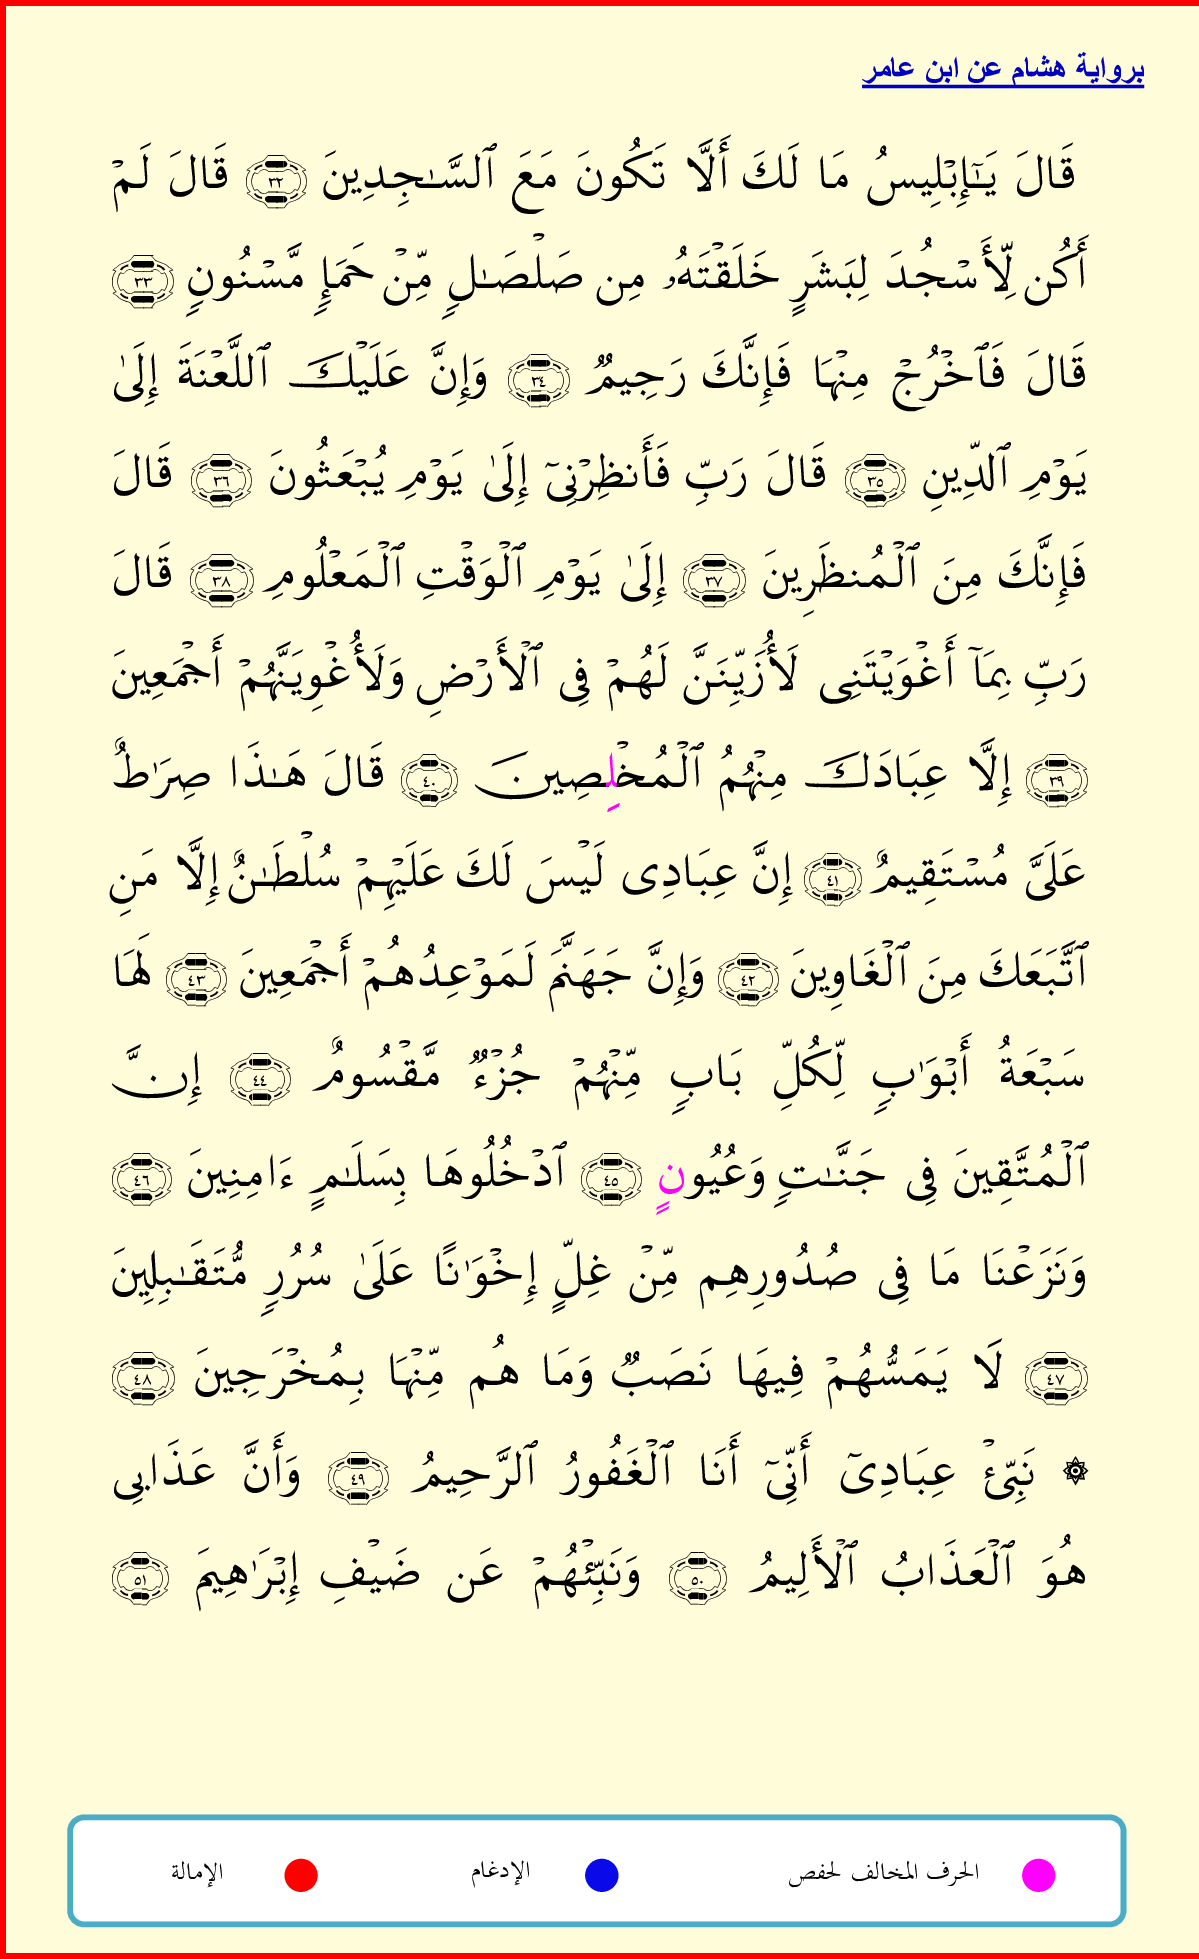 برواية هشام عن ابن عامر
قَالَ يَـٰٓإِبۡلِيسُ مَا لَكَ أَلَّا تَكُونَ مَعَ ٱلسَّـٰجِدِينَ ٣٢ قَالَ لَمۡ
أَكُن لِّأَسۡجُدَ لِبَشَرٍ خَلَقۡتَهُۥ مِن صَلۡصَـٰلٍ مِّنۡ حَمَإٍ مَّسۡنُونٍ ٣٣
قَالَ فَٱخۡرُجۡ مِنۡهَا فَإِنَّكَ رَجِيمٌ ٣٤ وَإِنَّ عَلَيۡكَ ٱللَّعۡنَةَ إِلَىٰ
يَوۡمِ ٱلدِّينِ ٣٥ قَالَ رَبِّ فَأَنظِرۡنِىٓ إِلَىٰ يَوۡمِ يُبۡعَثُونَ ٣٦ قَالَ
فَإِنَّكَ مِنَ ٱلۡمُنظَرِينَ ٣٧ إِلَىٰ يَوۡمِ ٱلۡوَقۡتِ ٱلۡمَعۡلُومِ ٣٨ قَالَ
رَبِّ بِمَآ أَغۡوَيۡتَنِى لَأُزَيِّنَنَّ لَهُمۡ فِى ٱلۡأَرۡضِ وَلَأُغۡوِيَنَّهُمۡ أَجۡمَعِينَ
٣٩ إِلَّا عِبَادَكَ مِنۡهُمُ ٱلۡمُخۡلِصِينَ ٤٠ قَالَ هَـٰذَا صِرَٰطٌ
عَلَىَّ مُسۡتَقِيمٌ ٤١ إِنَّ عِبَادِى لَيۡسَ لَكَ عَلَيۡهِمۡ سُلۡطَـٰنٌ إِلَّا مَنِ
ٱتَّبَعَكَ مِنَ ٱلۡغَاوِينَ ٤٢ وَإِنَّ جَهَنَّمَ لَمَوۡعِدُهُمۡ أَجۡمَعِينَ ٤٣ لَهَا
سَبۡعَةُ أَبۡوَٰبٍ لِّكُلِّ بَابٍ مِّنۡهُمۡ جُزۡءٌ مَّقۡسُومٌ ٤٤ إِنَّ
ٱلۡمُتَّقِينَ فِى جَنَّـٰتٍ وَعُيُونٍ ٤٥ ٱدۡخُلُوهَا بِسَلَـٰمٍ ءَامِنِينَ ٤٦
وَنَزَعۡنَا مَا فِى صُدُورِهِم مِّنۡ غِلٍّ إِخۡوَٰنًا عَلَىٰ سُرُرٍ مُّتَقَـٰبِلِينَ
٤٧ لَا يَمَسُّهُمۡ فِيهَا نَصَبٌ وَمَا هُم مِّنۡهَا بِمُخۡرَجِينَ ٤٨
۞ نَبِّئۡ عِبَادِىٓ أَنِّىٓ أَنَا ٱلۡغَفُورُ ٱلرَّحِيمُ ٤٩ وَأَنَّ عَذَابِى
هُوَ ٱلۡعَذَابُ ٱلۡأَلِيمُ ٥٠ وَنَبِّئۡهُمۡ عَن ضَيۡفِ إِبۡرَٰهِيمَ ٥١
الحرف المخالف لحفص الإدغام الإمالة